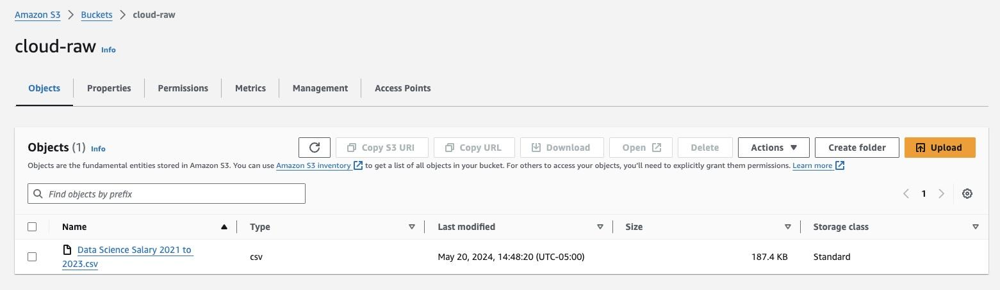 Amazon S3 > Buckets > cloud-raw
cloud-raw Info
Objects Properties Permissions Metrics Management Access Points
Objects (1) Info Copy S3 URI Copy URL Download Open Delete Actions Create folder Upload
Objects are the fundamental entities stored in Amazon S3. You can use Amazon S3 inventory to get a list of all objects in your bucket. For others to access your objects, you'll need to explicitly grant them permissions. Learn more
Find objects by prefix 1
Name Type Last modified Size Storage class
Data Science Salary 2021 to
2023.csv csv May 20, 2024, 14:48:20 (UTC-05:00) 187.4 KB Standard